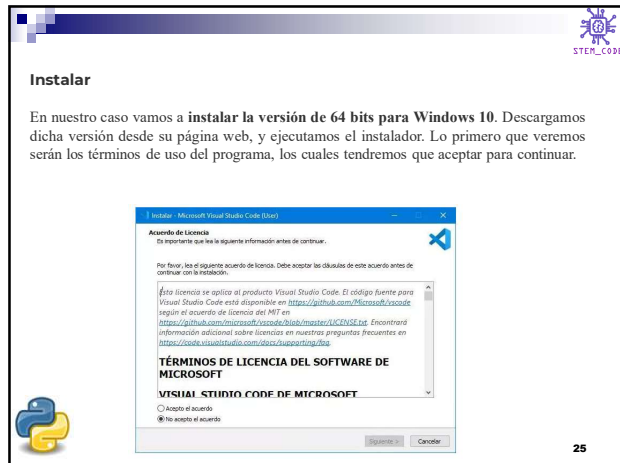 STEM_CODE
Instalar
En nuestro caso vamos a instalar la versión de 64 bits para Windows 10. Descargamos
dicha versión desde su página web, y ejecutamos el instalador. Lo primero que veremos
serán los términos de uso del programa, los cuales tendremos que aceptar para continuar.
Instalar - Microsoft Visual Studio Code (User)
Acuerdo de Licencia
Es importante que lea la siguiente información antes de continuar.
Por favor, lea el siguiente acuerdo de licencia. Debe aceptar las cláusulas de este acuerdo antes de
continuar con la instalación.
Esta licencia se aplica al producto Visual Studio Code. El código fuente para
Visual Studio Code está disponible en https://github.com/Microsoft/vscode
según el acuerdo de licencia del MIT en
https://github.com/microsoft/vscode/blob/master/LICENSE.txt. Encontrará
información adicional sobre licencias en nuestras preguntas frecuentes en
https://code.visualstudio.com/docs/supporting/faq.
TÉRMINOS DE LICENCIA DEL SOFTWARE DE
MICROSOFT
VISUAL STUDIO CODE DE MICROSOFT
Acepto el acuerdo
No acepto el acuerdo
Siguiente >
Cancelar
25